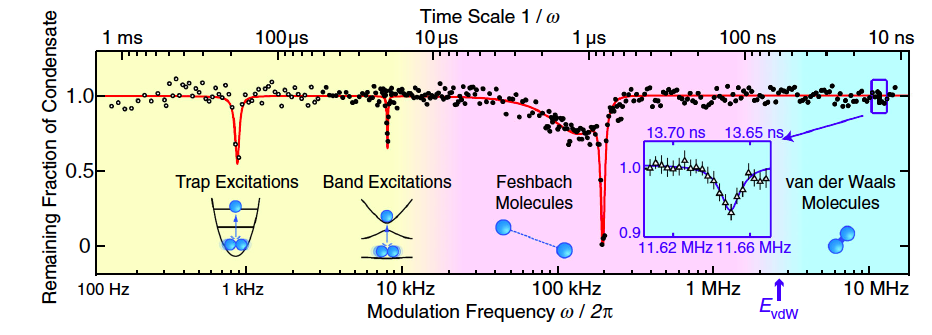 Time Scale 1 / ω
1 ms 100 μs 10 μs 1 μs 100 ns 10 ns
Remaining Fraction of Condensate
1.0
0.5
0
Trap Excitations
Band Excitations
Feshbach
Molecules
13.70 ns 13.65 ns
1.0
0.9
11.62 MHz 11.66 MHz
van der Waals
Molecules
100 Hz 1 kHz 10 kHz 100 kHz 1 MHz 10 MHz
Modulation Frequency ω / 2π
EvdW